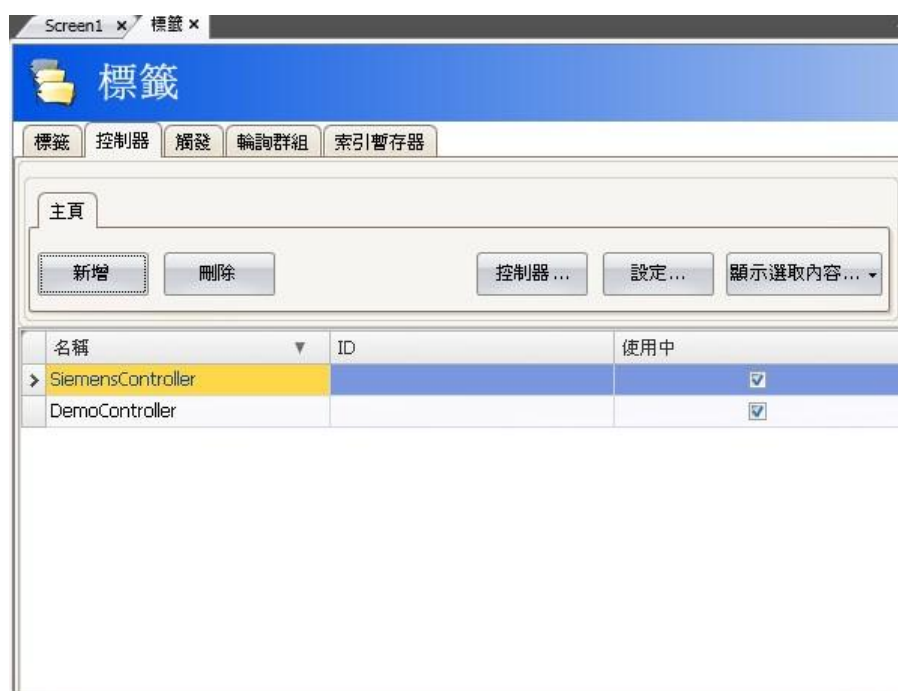 Screen1 × 標籤 ×
標籤
標籤 控制器 觸發 輪詢群組 索引暫存器
主頁
新增 刪除 控制器... 設定... 顯示選取內容...
名稱 ID 使用中
SiemensController
DemoController